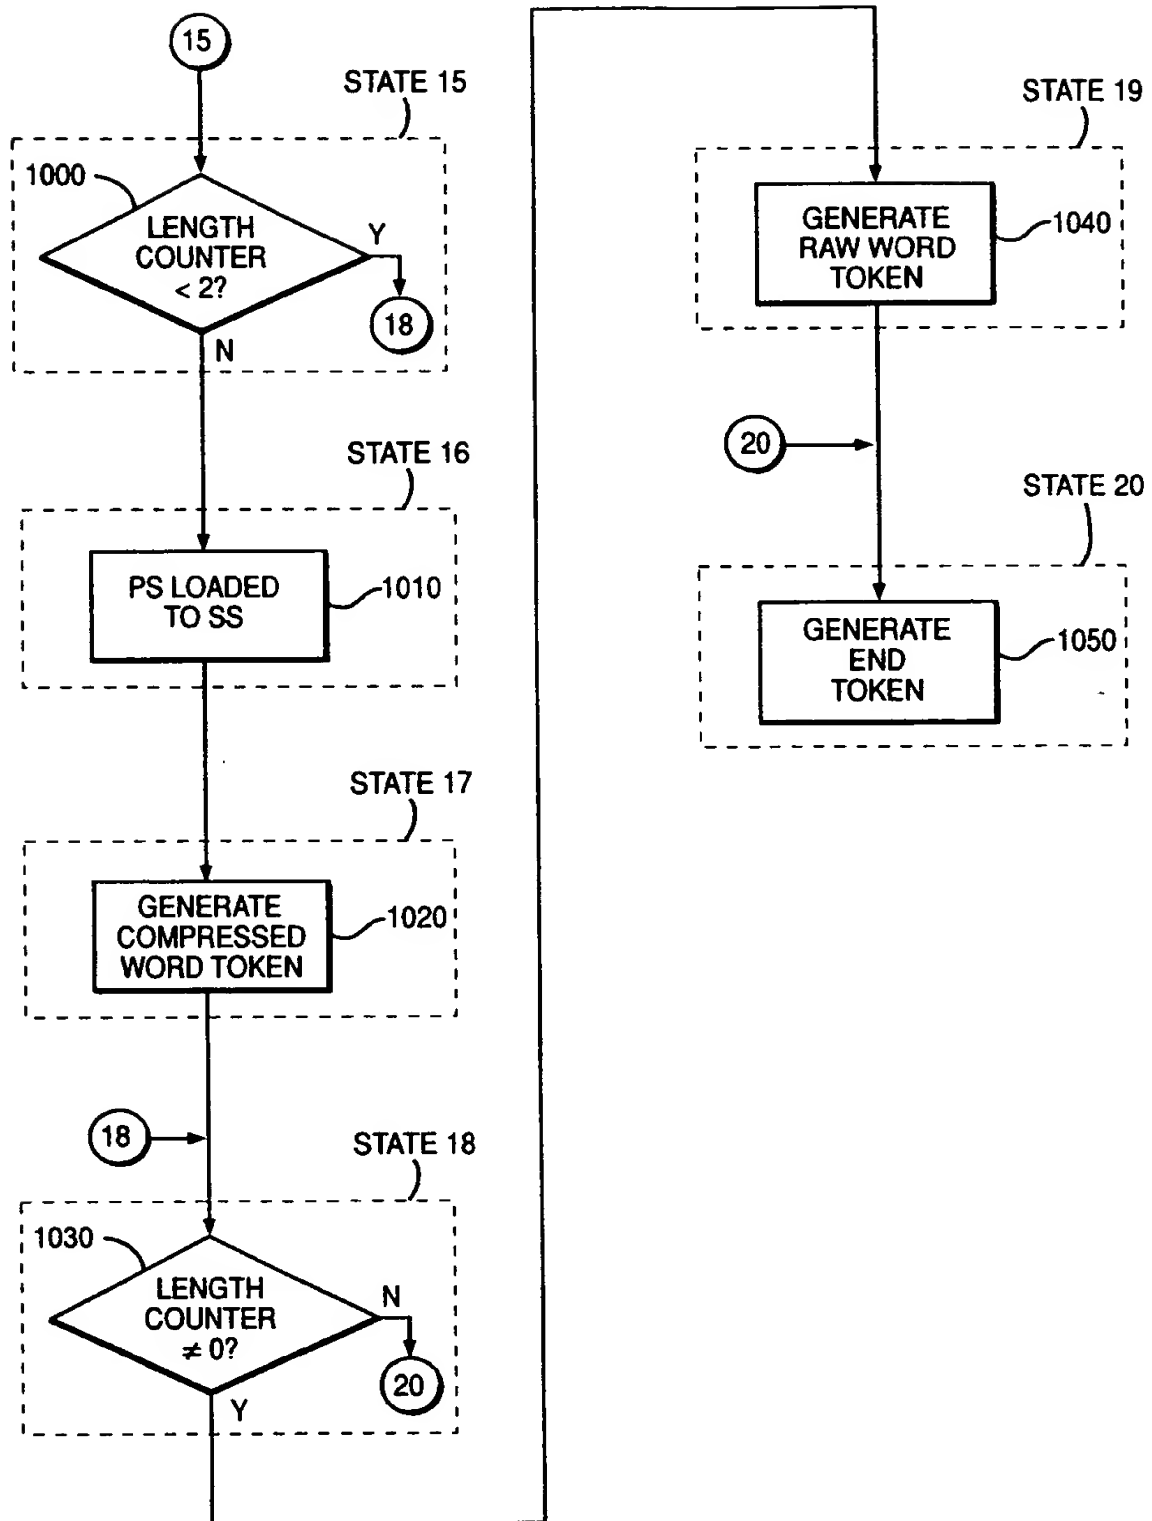 15
STATE 15
1000
LENGTH
COUNTER
< 2?
Y
18
N
STATE 16
PS LOADED
TO SS
1010
STATE 17
GENERATE
COMPRESSED
WORD TOKEN
1020
18
STATE 18
1030
LENGTH
COUNTER
≠ 0?
N
20
Y
STATE 19
GENERATE
RAW WORD
TOKEN
1040
20
STATE 20
GENERATE
END
TOKEN
1050